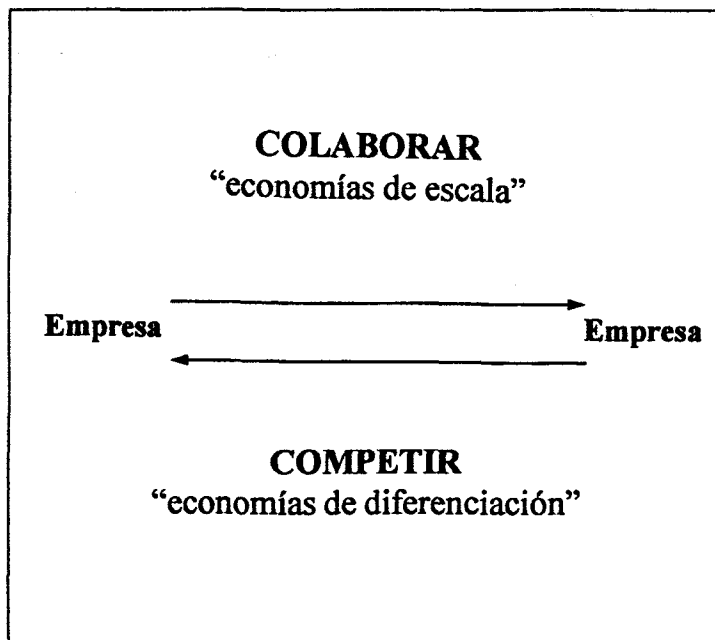 COLABORAR
“economías de escala”
Empresa
Empresa
COMPETIR
“economías de diferenciación”